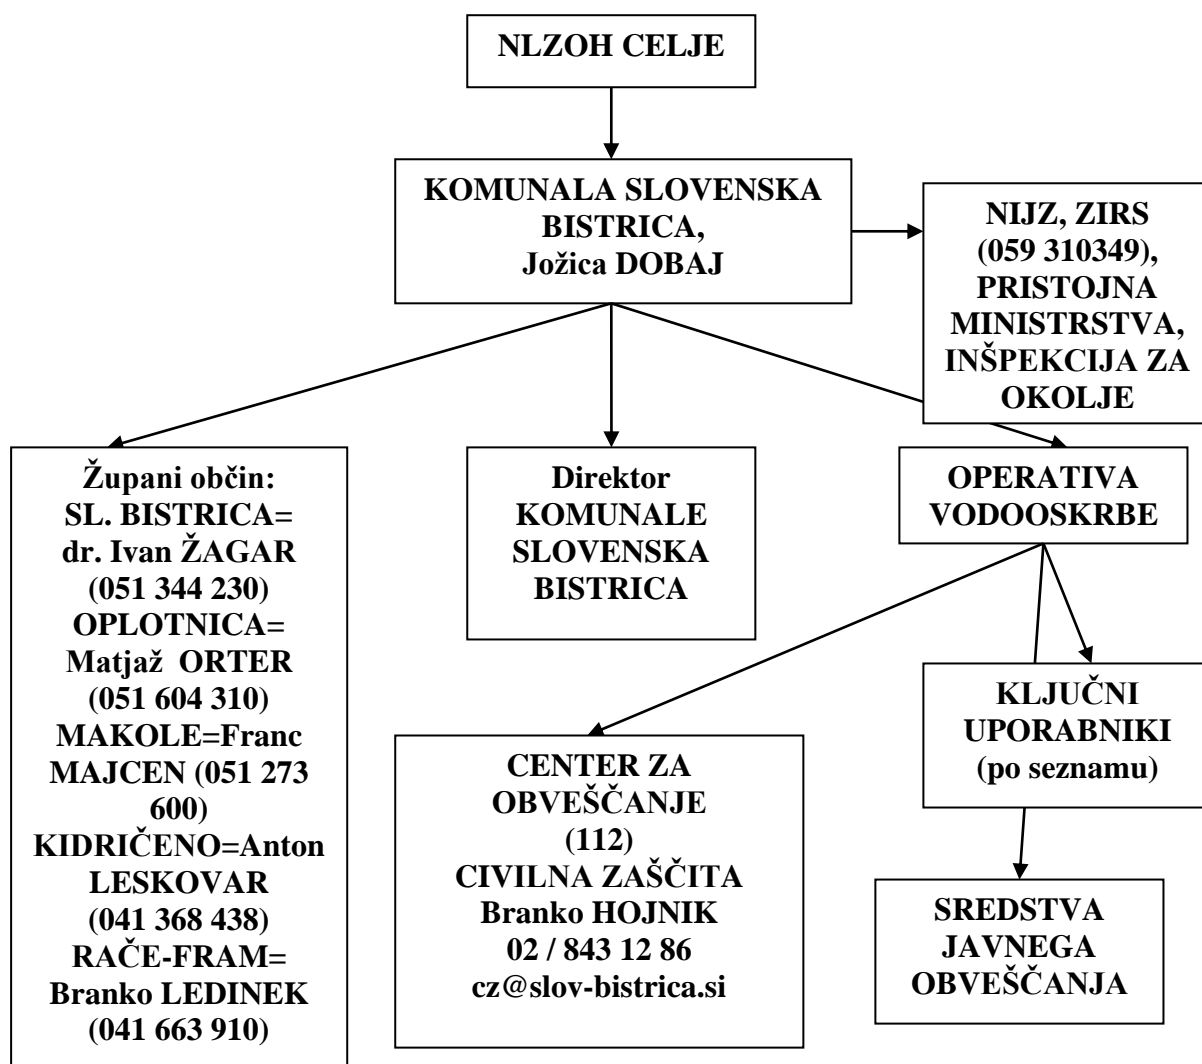 NLZOH CELJE
KOMUNALA SLOVENSKA
BISTRICA,
Jožica DOBAJ
NIJZ, ZIRS
(059 310349),
PRISTOJNA
MINISTRSTVA,
INŠPEKCIJA ZA
OKOLJE
Župani občin:
SL. BISTRICA=
dr. Ivan ŽAGAR
(051 344 230)
OPLOTNICA=
Matjaž ORTER
(051 604 310)
MAKOLE=Franc
MAJCEN (051 273
600)
KIDRIČENO=Anton
LESKOVAR
(041 368 438)
RAČE-FRAM=
Branko LEDINEK
(041 663 910)
Direktor
KOMUNALE
SLOVENSKA
BISTRICA
OPERATIVA
VODOOSKRBE
CENTER ZA
OBVEŠČANJE
(112)
CIVILNA ZAŠČITA
Branko HOJNIK
02 / 843 12 86
cz@slov-bistrica.si
KLJUČNI
UPORABNIKI
(po seznamu)
SREDSTVA
JAVNEGA
OBVEŠČANJA